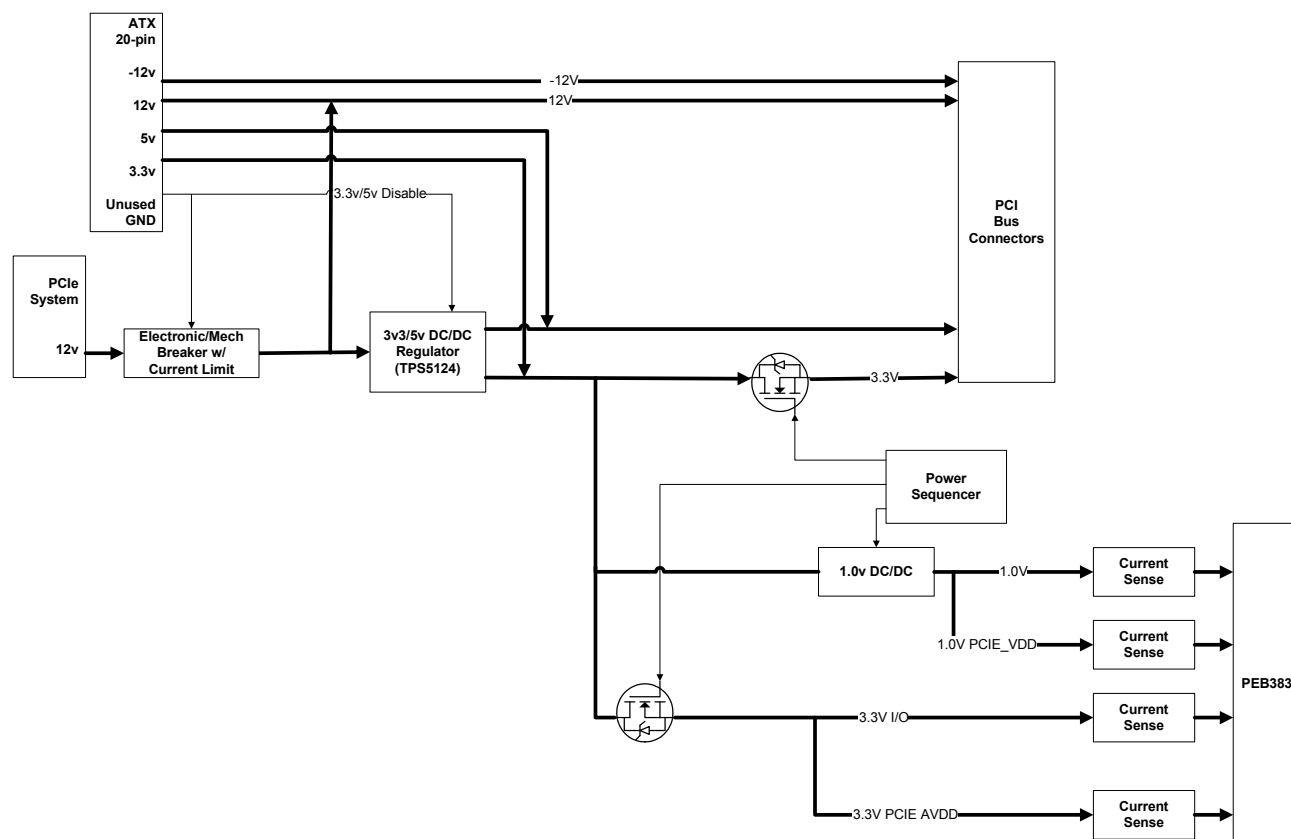 ATX
20-pin
-12v
12v
5v
3.3v
Unused
GND
-12V
12V
3.3v/5v Disable
PCI
Bus
Connectors
PCIe
System
12v
Electronic/Mech
Breaker w/
Current Limit
3v3/5v DC/DC
Regulator
(TPS5124)
3.3V
Power
Sequencer
1.0v DC/DC
1.0V
Current
Sense
1.0V PCIE_VDD
Current
Sense
PEB383
3.3V I/O
Current
Sense
3.3V PCIE AVDD
Current
Sense